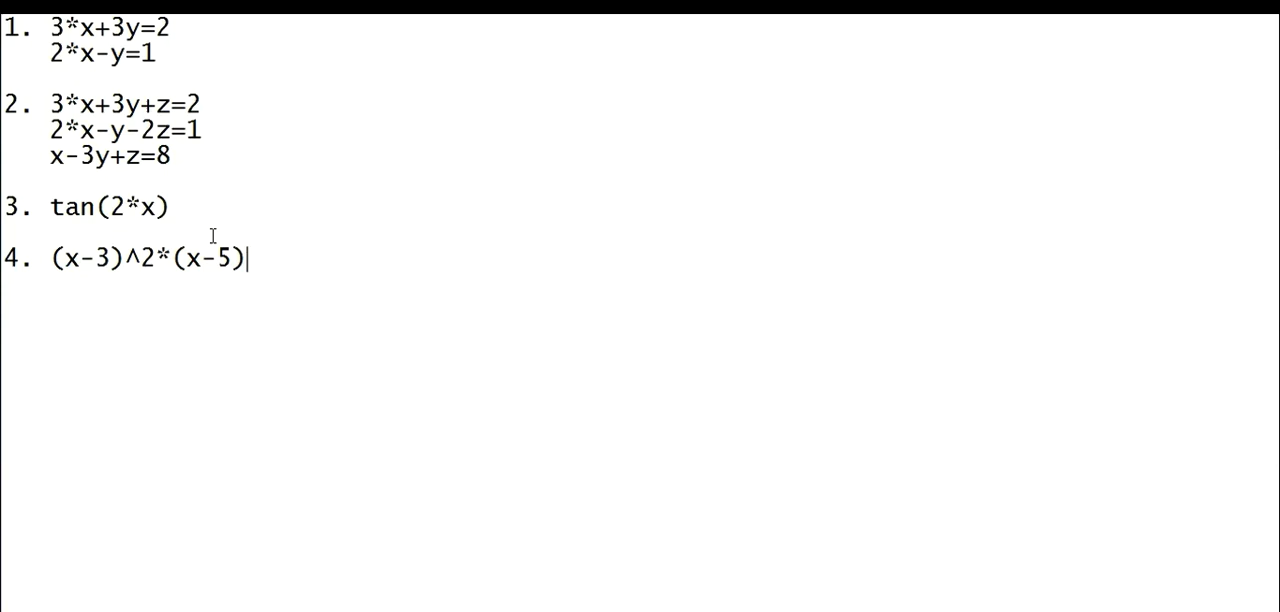 1. 3*x+3y=2
2*x-y=1
2. 3*x+3y+z=2
2*x-y-2z=1
x-3y+z=8
3. tan(2*x)
4. (x-3)^2*(x-5)